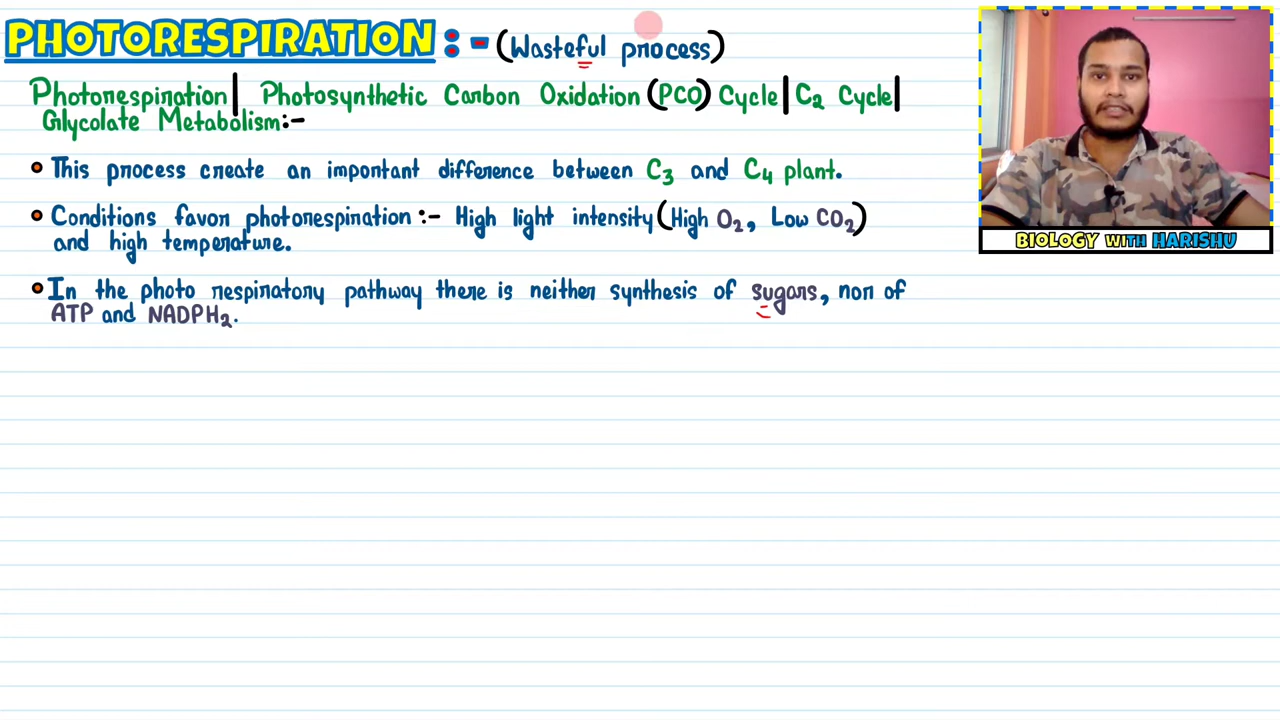 PHOTORESPIRATION :- (Wasteful process)
Photorespiration| Photosynthetic Carbon Oxidation (PCO) Cycle| C₂ Cycle|
Glycolate Metabolism:-
• This process create an important difference between C₃ and C₄ plant.
• Conditions favor photorespiration :- High light intensity (High O₂, Low CO₂)
and high temperature.
• In the photo respiratory pathway there is neither synthesis of sugars, nor of
ATP and NADPH₂.
BIOLOGY WITH HARISHU